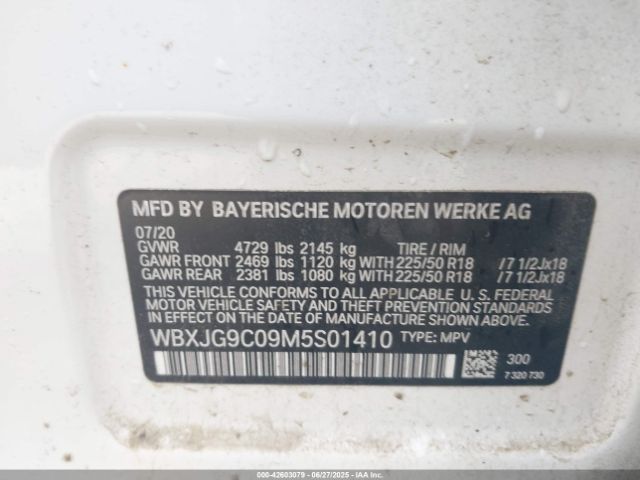 MFD BY BAYERISCHE MOTOREN WERKE AG
07/20
GVWR 4729 lbs 2145 kg TIRE / RIM
GAWR FRONT 2469 lbs 1120 kg WITH 225/50 R18 /7 1/2Jx18
GAWR REAR 2381 lbs 1080 kg WITH 225/50 R18 /7 1/2Jx18
THIS VEHICLE CONFORMS TO ALL APPLICABLE U. S. FEDERAL
MOTOR VEHICLE SAFETY AND THEFT PREVENTION STANDARDS
IN EFFECT ON THE DATE OF MANUFACTURE SHOWN ABOVE.
WBXJG9C09M5S01410 TYPE: MPV
300
7 320 730
000-42603079 | 06/27/2025 | IAA Inc.